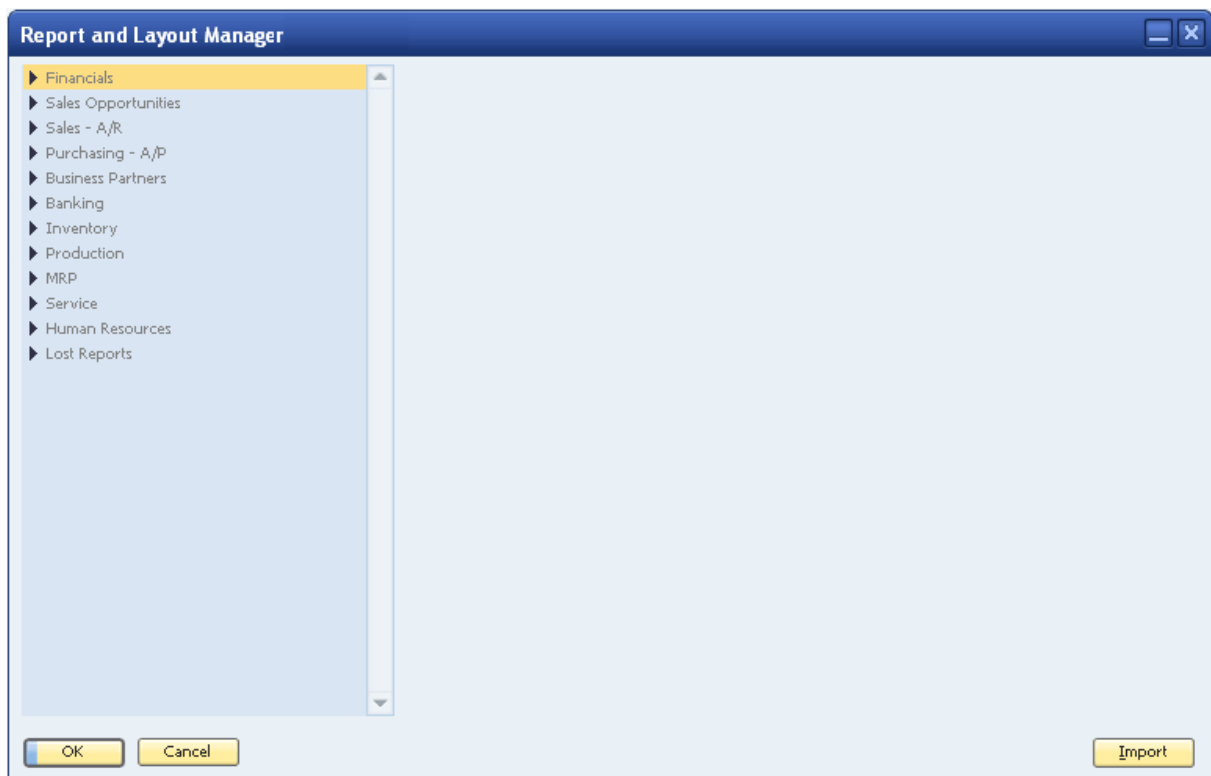 Report and Layout Manager
Financials
Sales Opportunities
Sales - A/R
Purchasing - A/P
Business Partners
Banking
Inventory
Production
MRP
Service
Human Resources
Lost Reports
OK Cancel Import